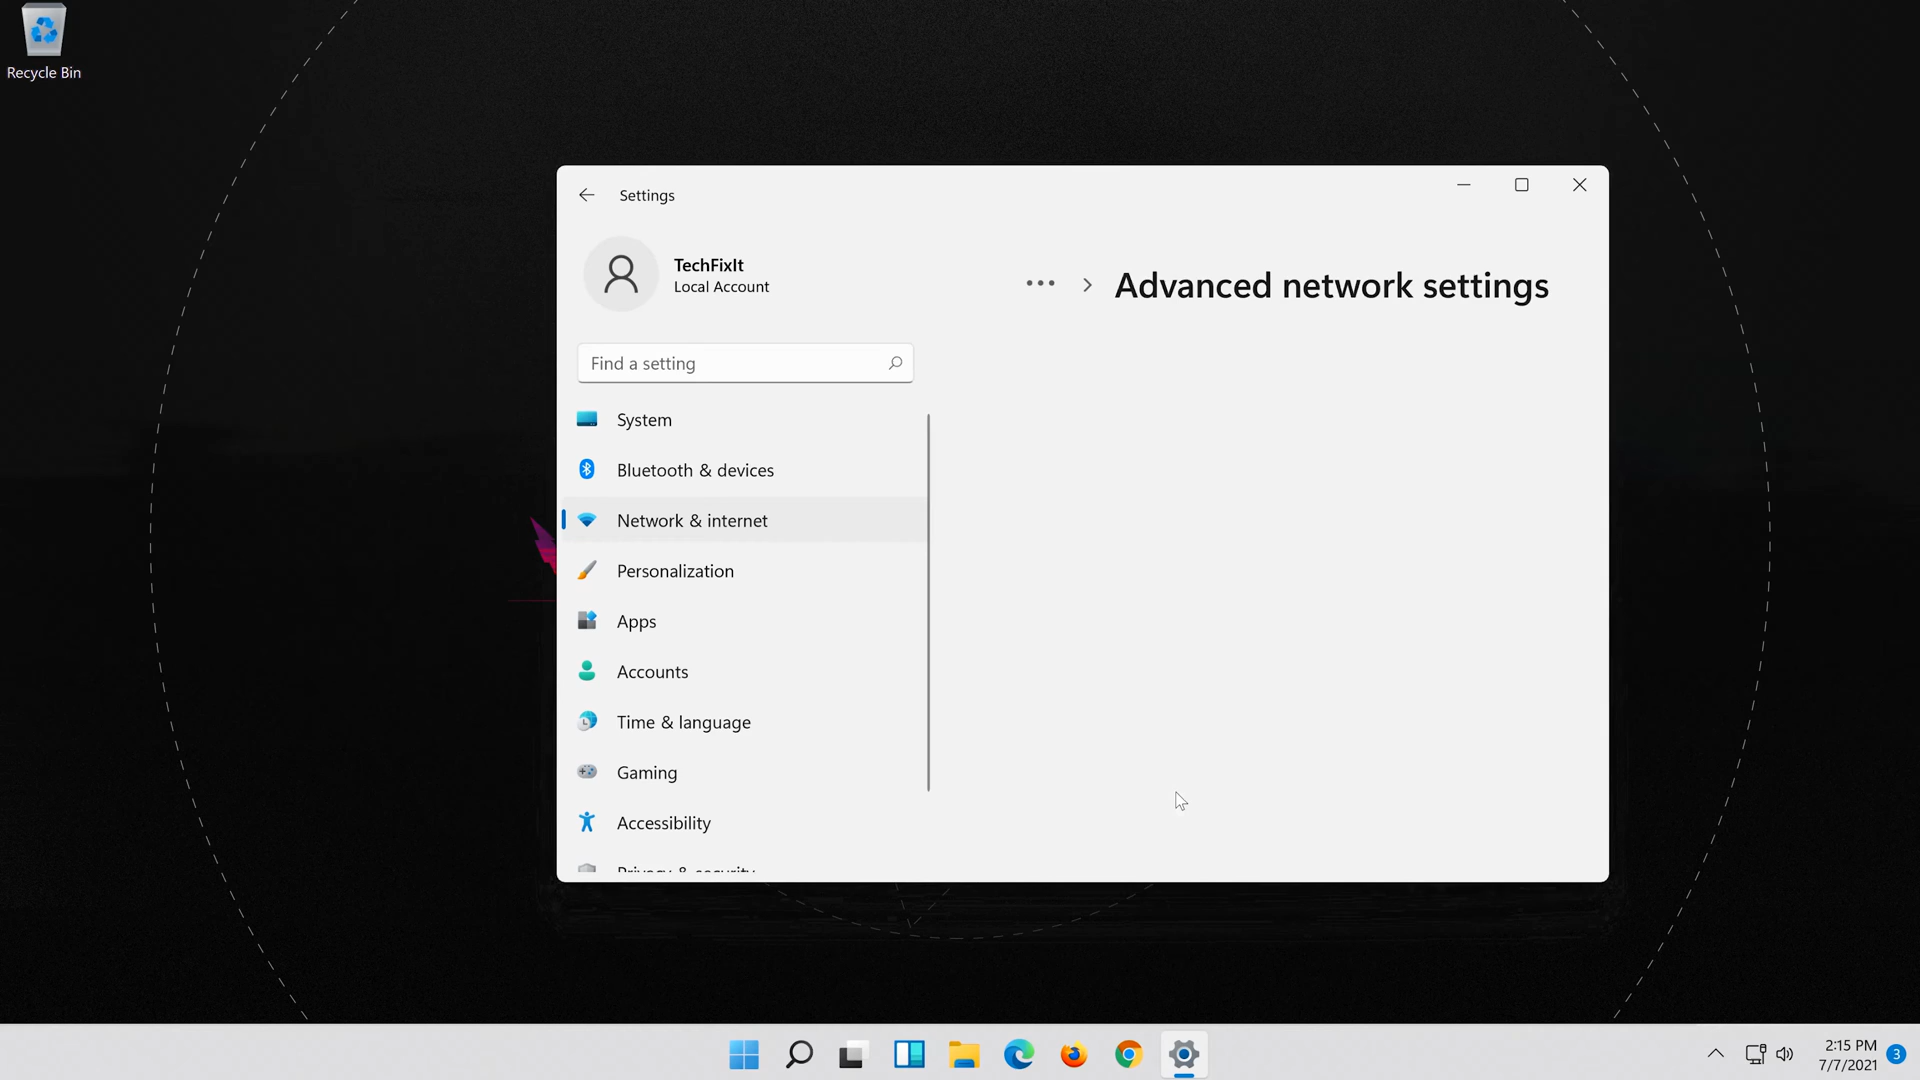 Recycle Bin
Settings
TechFixIt
Local Account
Advanced network settings
Find a setting
System
Bluetooth & devices
Network & internet
Personalization
Apps
Accounts
Time & language
Gaming
Accessibility
Privacy & security
2:15 PM
7/7/2021
3